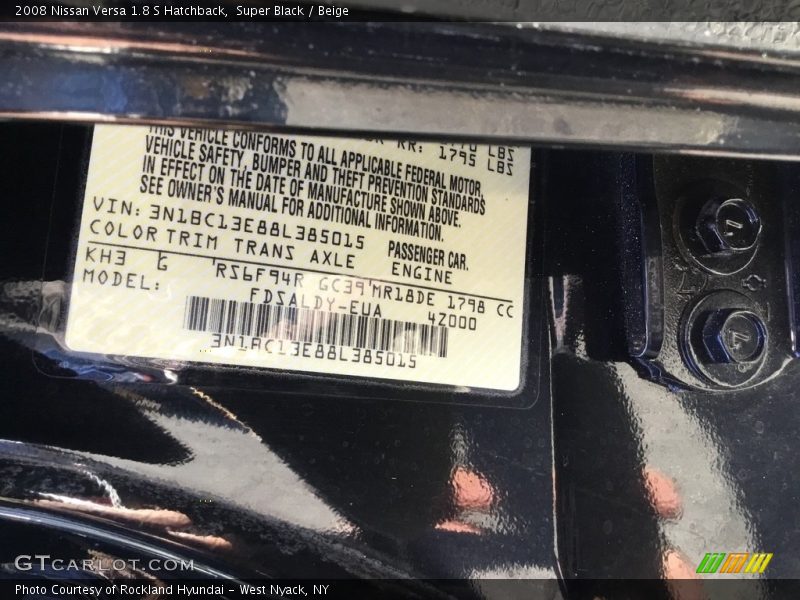 2008 Nissan Versa 1.8 S Hatchback, Super Black / Beige
RR: 1795 LBS
THIS VEHICLE CONFORMS TO ALL APPLICABLE FEDERAL MOTOR
VEHICLE SAFETY, BUMPER AND THEFT PREVENTION STANDARDS
IN EFFECT ON THE DATE OF MANUFACTURE SHOWN ABOVE.
SEE OWNER'S MANUAL FOR ADDITIONAL INFORMATION.
VIN: 3N1BC13E88L385015 PASSENGER CAR.
COLOR TRIM TRANS AXLE ENGINE
KH3 G RS6F94R GC39 MR18DE 1798 CC
MODEL: FDSALDY-EUA 4Z000
3N1BC13E88L385015
7
7
GTCARLOT.COM
Photo Courtesy of Rockland Hyundai - West Nyack, NY